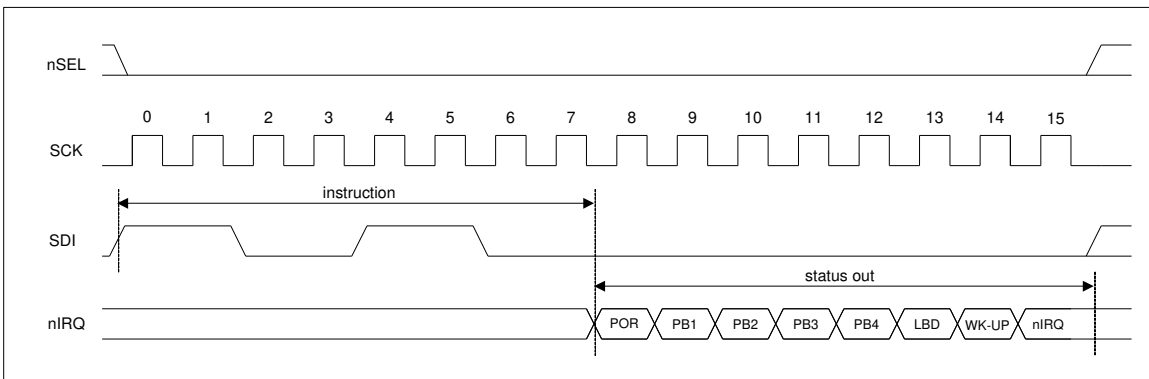 nSEL
0 1 2 3 4 5 6 7 8 9 10 11 12 13 14 15
SCK
instruction
SDI
status out
nIRQ POR PB1 PB2 PB3 PB4 LBD WK-UP nIRQ